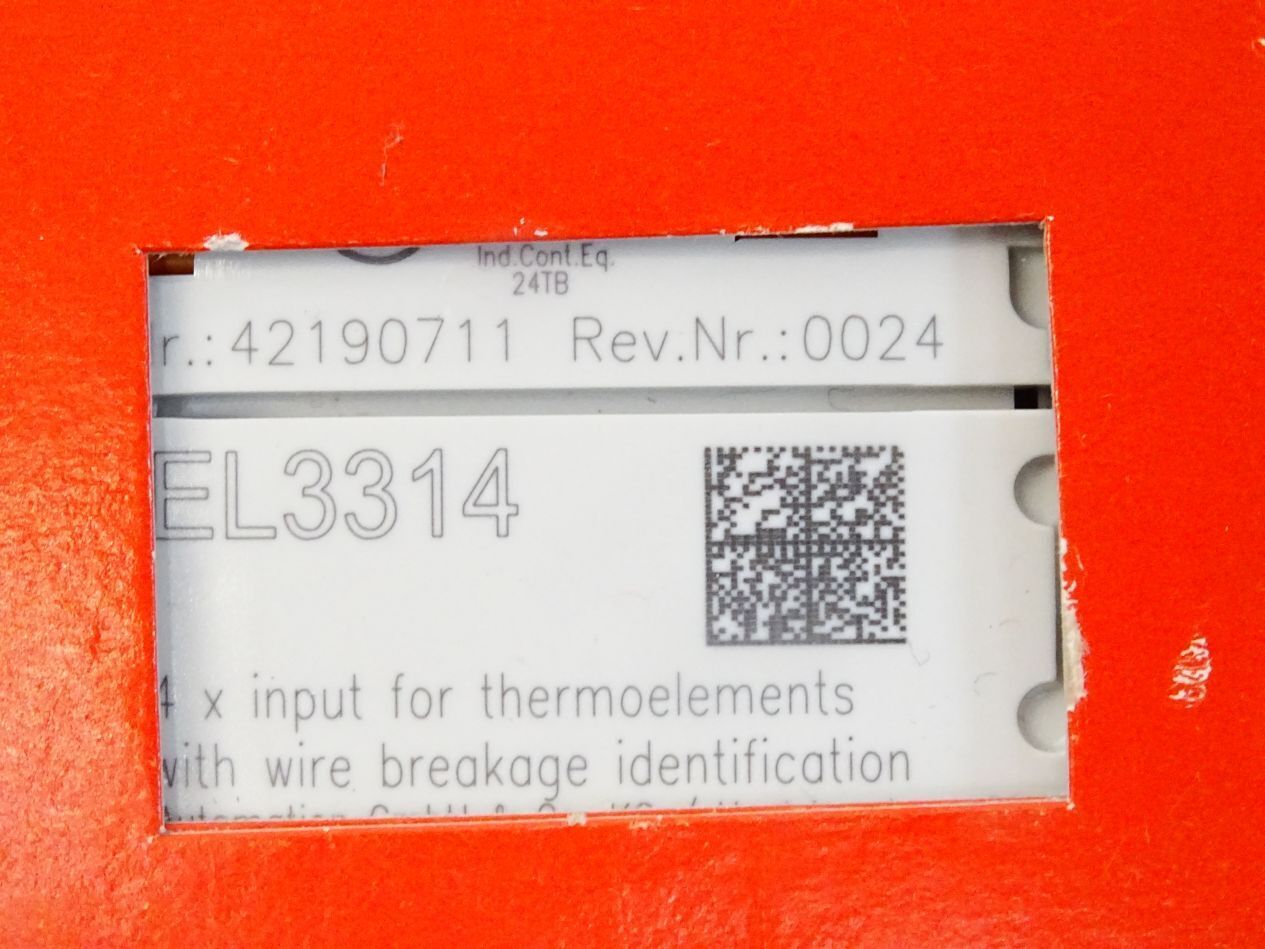 Ind.Cont.Eq.
24TB
r.:42190711 Rev.Nr.:0024
EL3314
4 x input for thermoelements
with wire breakage identification